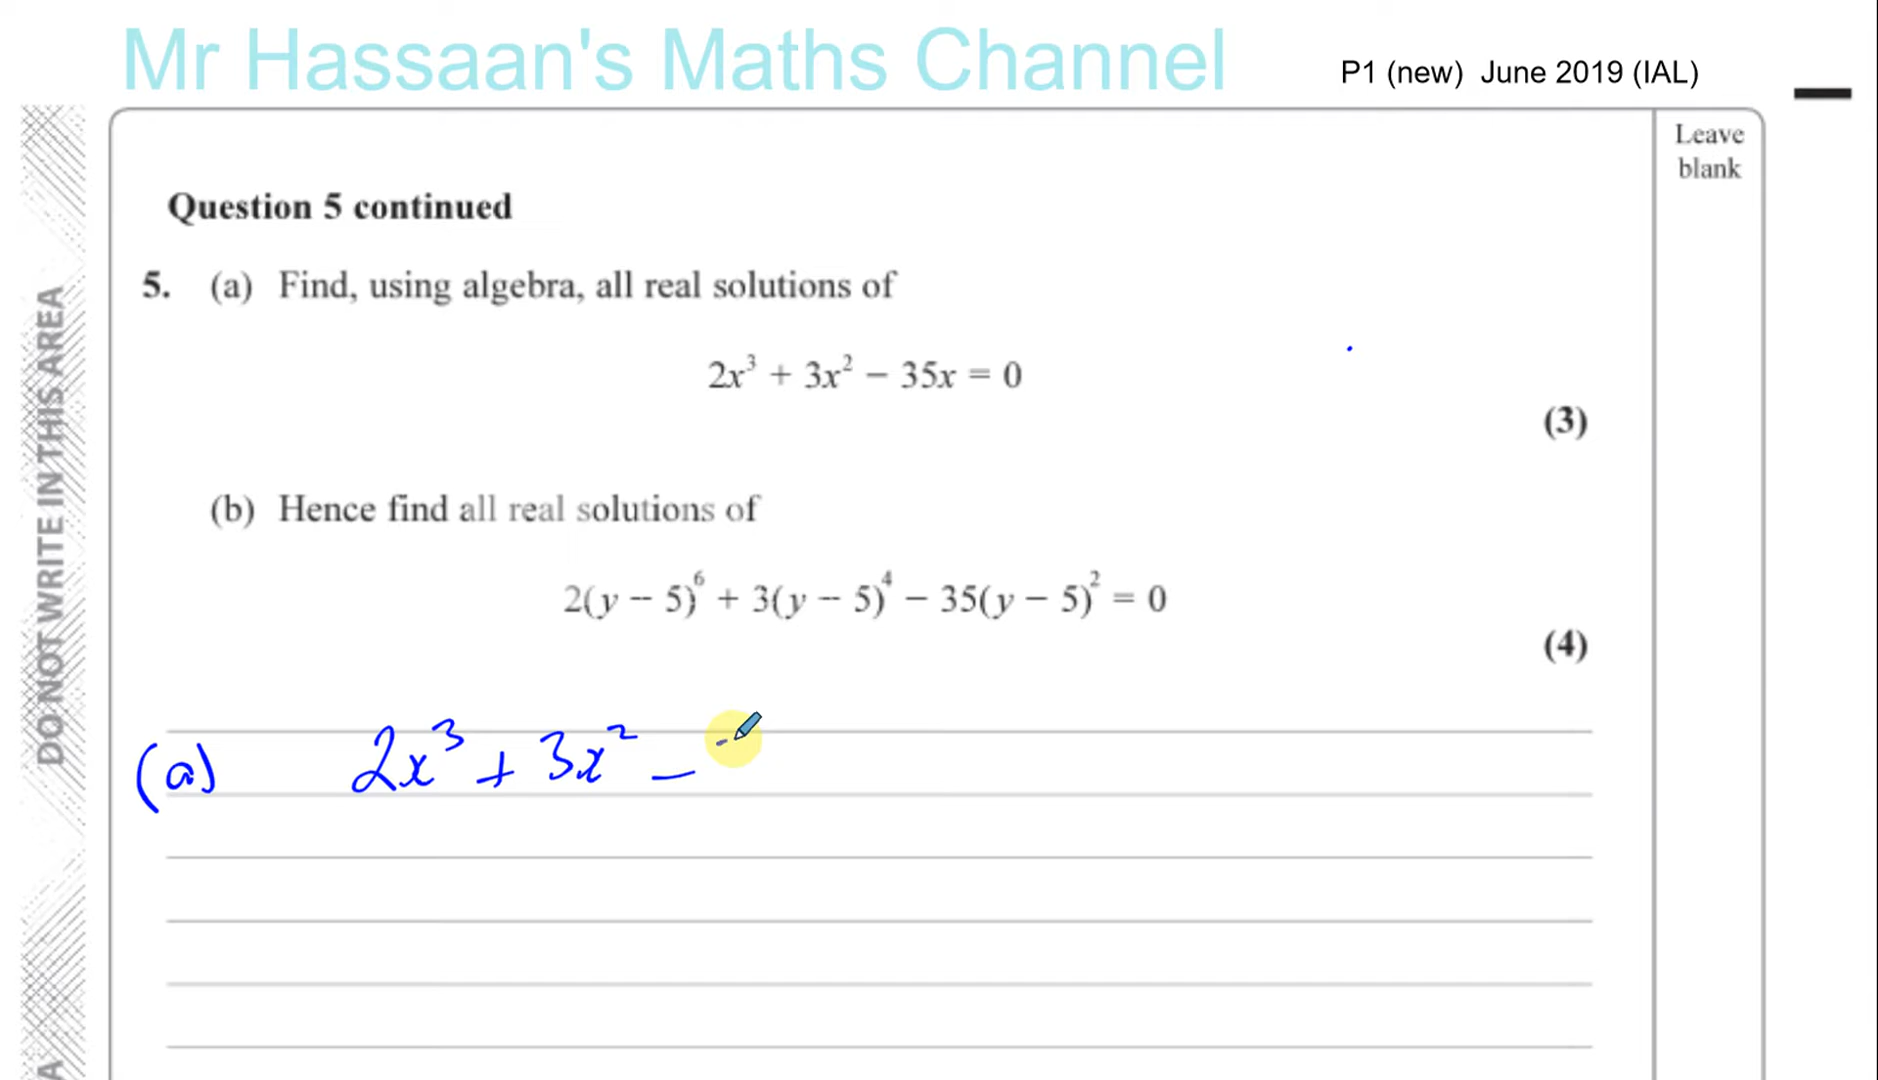 Mr Hassaan's Maths Channel
P1 (new) June 2019 (IAL)
Leave
blank
Question 5 continued
5. (a) Find, using algebra, all real solutions of
2x³ + 3x² − 35x = 0
(3)
(b) Hence find all real solutions of
2(y − 5)⁶ + 3(y − 5)⁴ − 35(y − 5)² = 0
(4)
(a) 2x³ + 3x² −
DO NOT WRITE IN THIS AREA
A